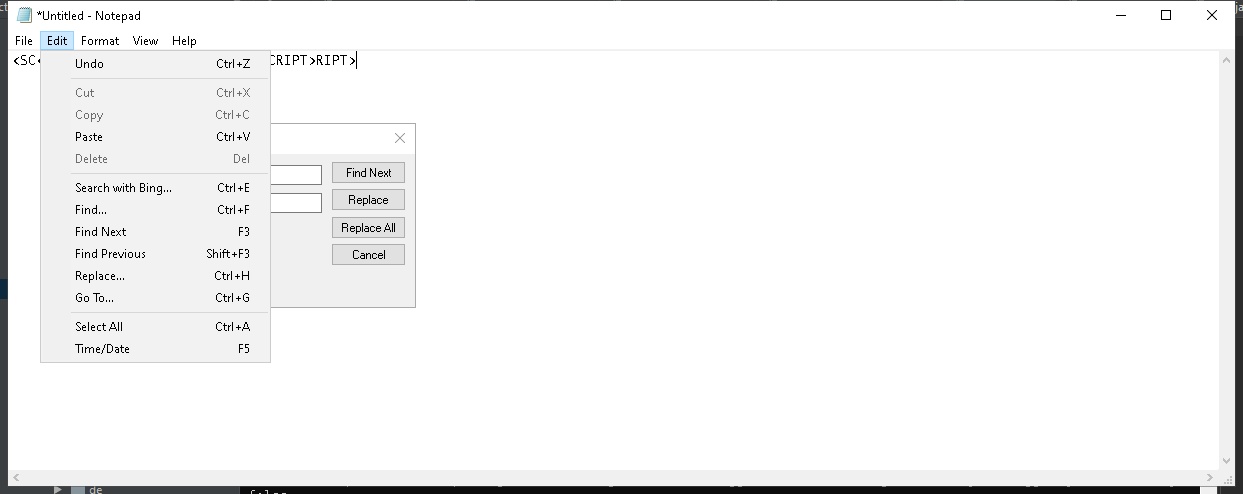 *Untitled - Notepad
File Edit Format View Help
<SC CRIPT>RIPT>
Undo Ctrl+Z
Cut Ctrl+X
Copy Ctrl+C
Paste Ctrl+V
Delete Del
Search with Bing... Ctrl+E
Find... Ctrl+F
Find Next F3
Find Previous Shift+F3
Replace... Ctrl+H
Go To... Ctrl+G
Select All Ctrl+A
Time/Date F5
Find Next
Replace
Replace All
Cancel
de